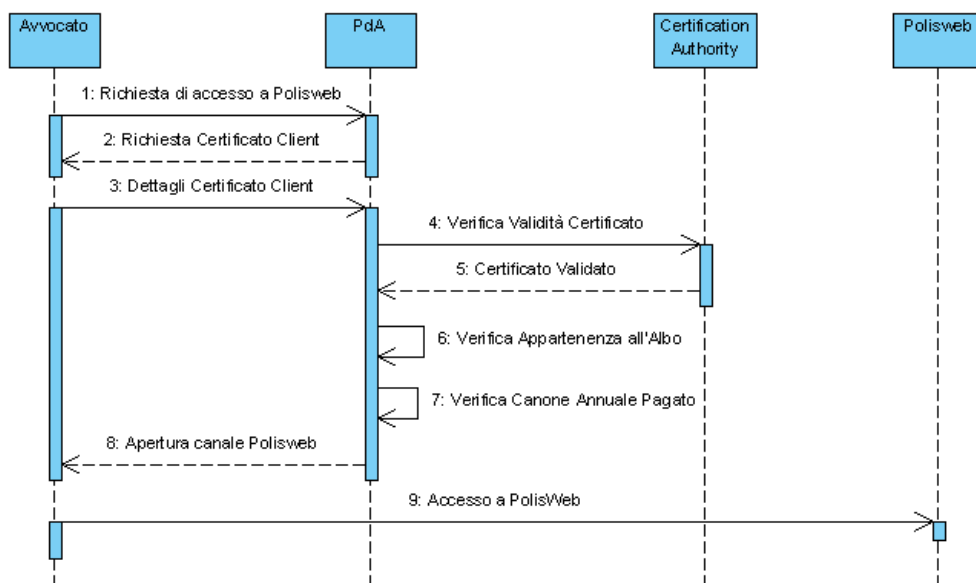 Avvocato
PdA
Certification
Authority
Polisweb
1: Richiesta di accesso a Polisweb
2: Richiesta Certificato Client
3: Dettagli Certificato Client
4: Verifica Validità Certificato
5: Certificato Validato
6: Verifica Appartenenza all'Albo
7: Verifica Canone Annuale Pagato
8: Apertura canale Polisweb
9: Accesso a PolisWeb